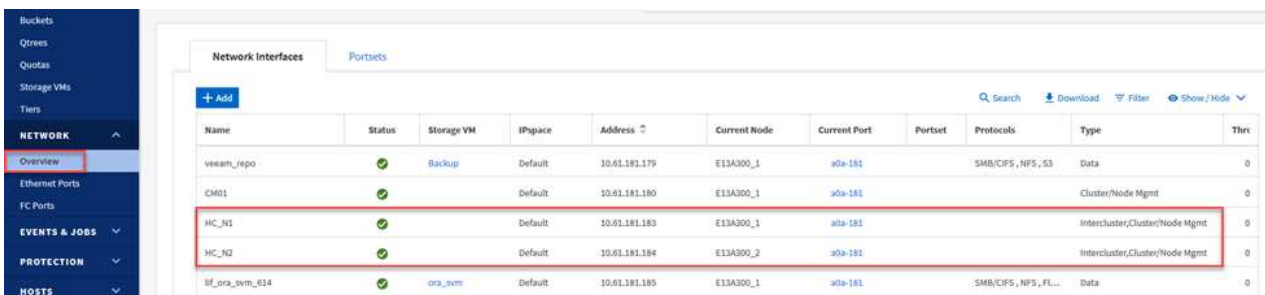 Buckets
Qtrees
Quotas
Storage VMs
Tiers
NETWORK
Overview
Ethernet Ports
FC Ports
EVENTS & JOBS
PROTECTION
HOSTS
Network Interfaces Portsets
+ Add Search Download Filter Show / Hide
Name Status Storage VM IPspace Address Current Node Current Port Portset Protocols Type Thrc
veeam_repo Backup Default 10.61.181.179 E13A300_1 a0a-181 SMB/CIFS , NFS , S3 Data 0
CM01 Default 10.61.181.180 E13A300_1 a0a-181 Cluster/Node Mgmt 0
HC_N1 Default 10.61.181.183 E13A300_1 a0a-181 Intercluster,Cluster/Node Mgmt 0
HC_N2 Default 10.61.181.184 E13A300_2 a0a-181 Intercluster,Cluster/Node Mgmt 0
lif_ora_svm_614 ora_svm Default 10.61.181.185 E13A300_1 a0a-181 SMB/CIFS , NFS , FL... Data 0